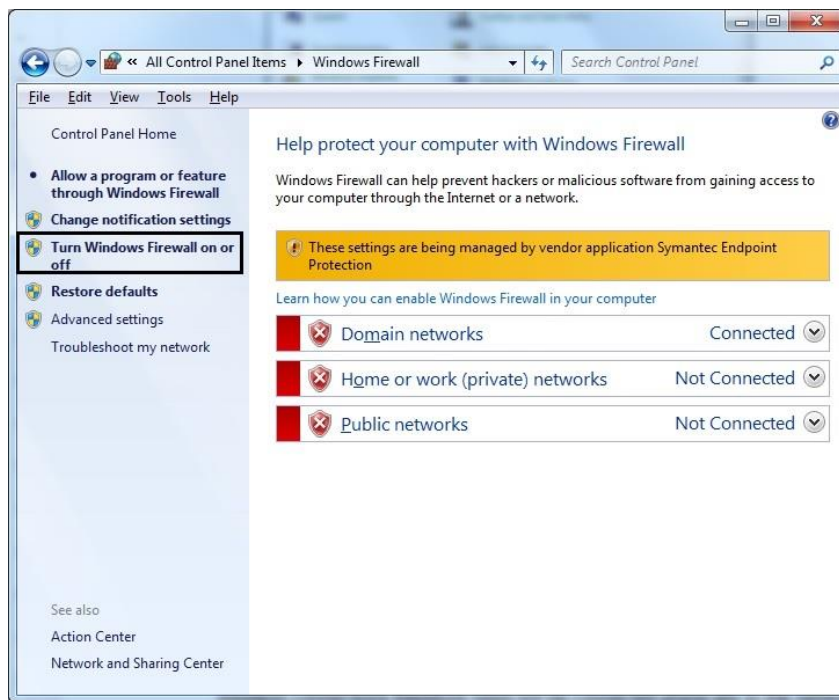 « All Control Panel Items ▸ Windows Firewall
Search Control Panel
File Edit View Tools Help
Control Panel Home
• Allow a program or feature
through Windows Firewall
Change notification settings
Turn Windows Firewall on or
off
Restore defaults
Advanced settings
Troubleshoot my network
See also
Action Center
Network and Sharing Center
Help protect your computer with Windows Firewall
Windows Firewall can help prevent hackers or malicious software from gaining access to
your computer through the Internet or a network.
These settings are being managed by vendor application Symantec Endpoint
Protection
Learn how you can enable Windows Firewall in your computer
Domain networks Connected
Home or work (private) networks Not Connected
Public networks Not Connected